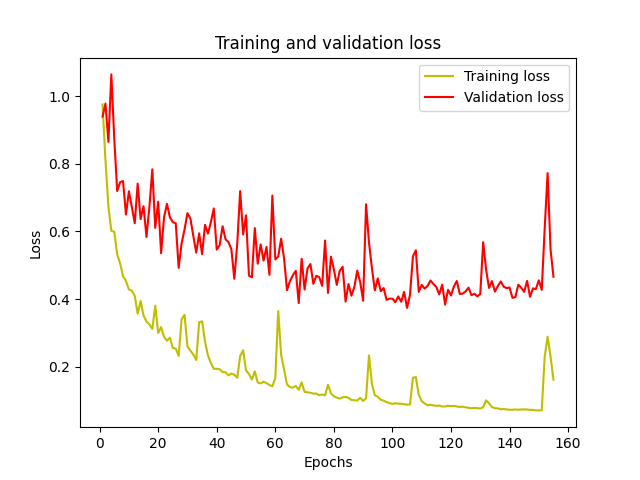 Training and validation loss
Training loss
Validation loss
1.0
0.8
0.6
0.4
0.2
Loss
0 20 40 60 80 100 120 140 160
Epochs